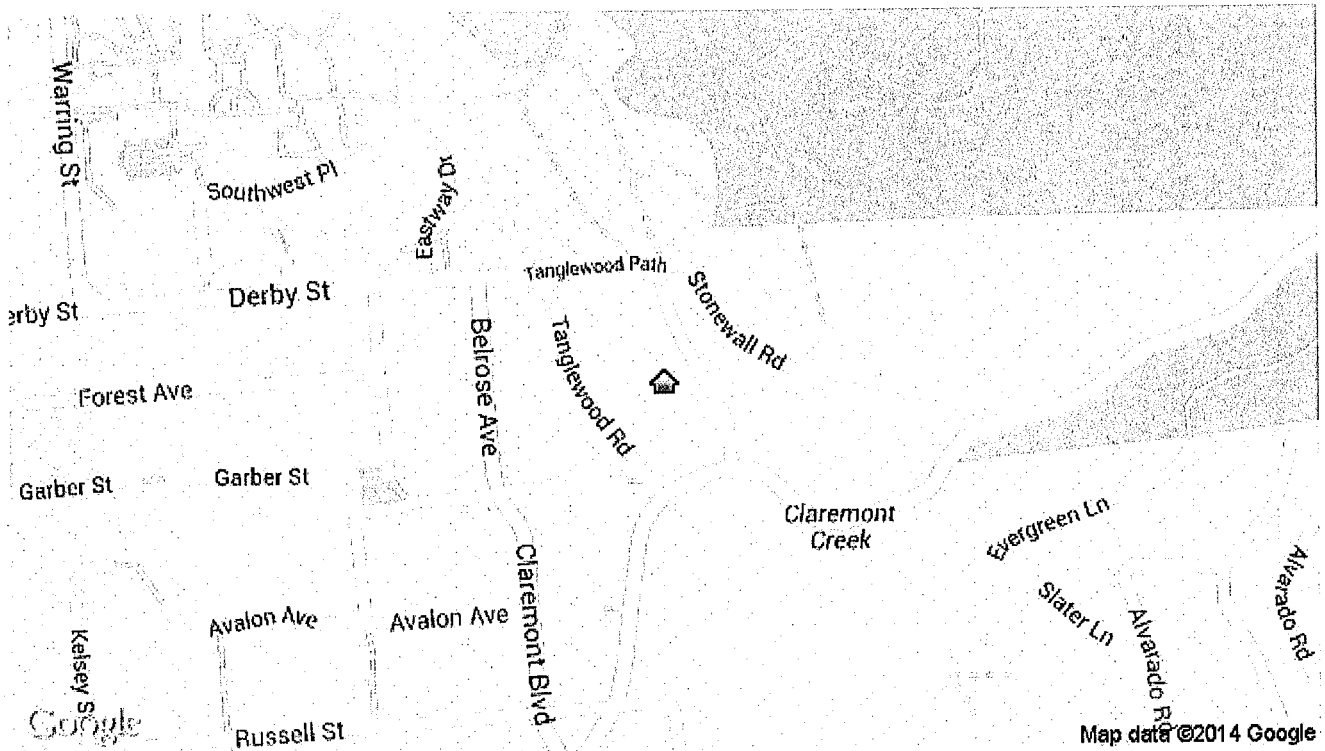 Warring St
Southwest Pl
Eastway Dr
Tanglewood Path
Stonewall Rd
Derby St
erby St
Belrose Ave
Tanglewood Rd
Forest Ave
Garber St
Garber St
Claremont
Creek
Evergreen Ln
Alvarado Rd
Slater Ln
Alvarado Rd
Claremont Blvd
Avalon Ave
Avalon Ave
Kelsey S
Google
Russell St
Map data ©2014 Google